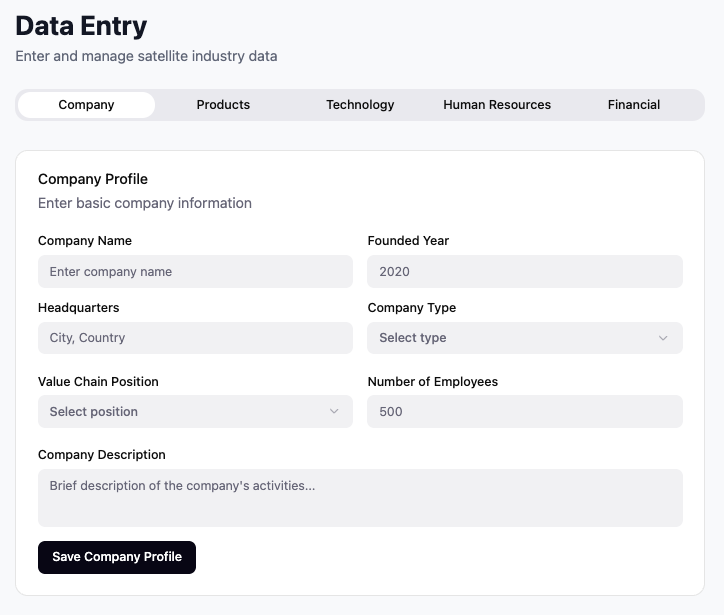 Data Entry
Enter and manage satellite industry data
Company Products Technology Human Resources Financial
Company Profile
Enter basic company information
Company Name Founded Year
Enter company name 2020
Headquarters Company Type
City, Country Select type
Value Chain Position Number of Employees
Select position 500
Company Description
Brief description of the company's activities...
Save Company Profile